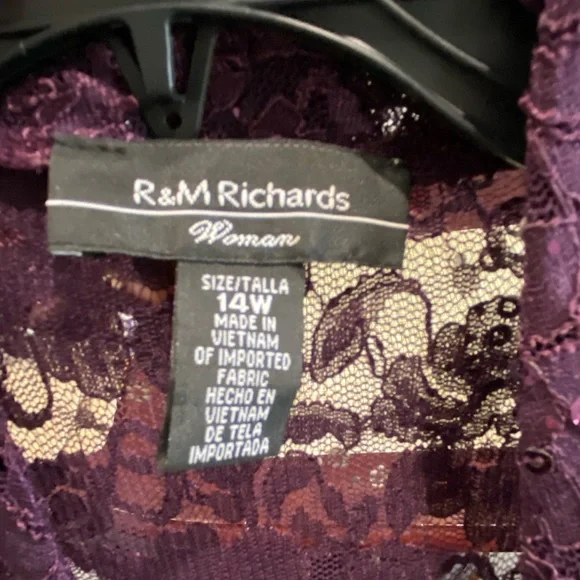 R&M Richards
Woman
SIZE/TALLA
14W
MADE IN
VIETNAM
OF IMPORTED
FABRIC
HECHO EN
VIETNAM
DE TELA
IMPORTADA